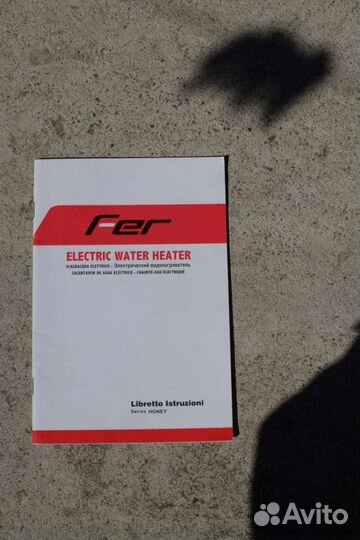 Fer
ELECTRIC WATER HEATER
SCALDACQUA ELETTRICO - Электрический водоногрователь
CALENTADOR DE AGUA ELÉCTRICO - CHAUFFE-EAU ÉLECTRIQUE
Libretto Istruzioni
Series HONEY
Avito